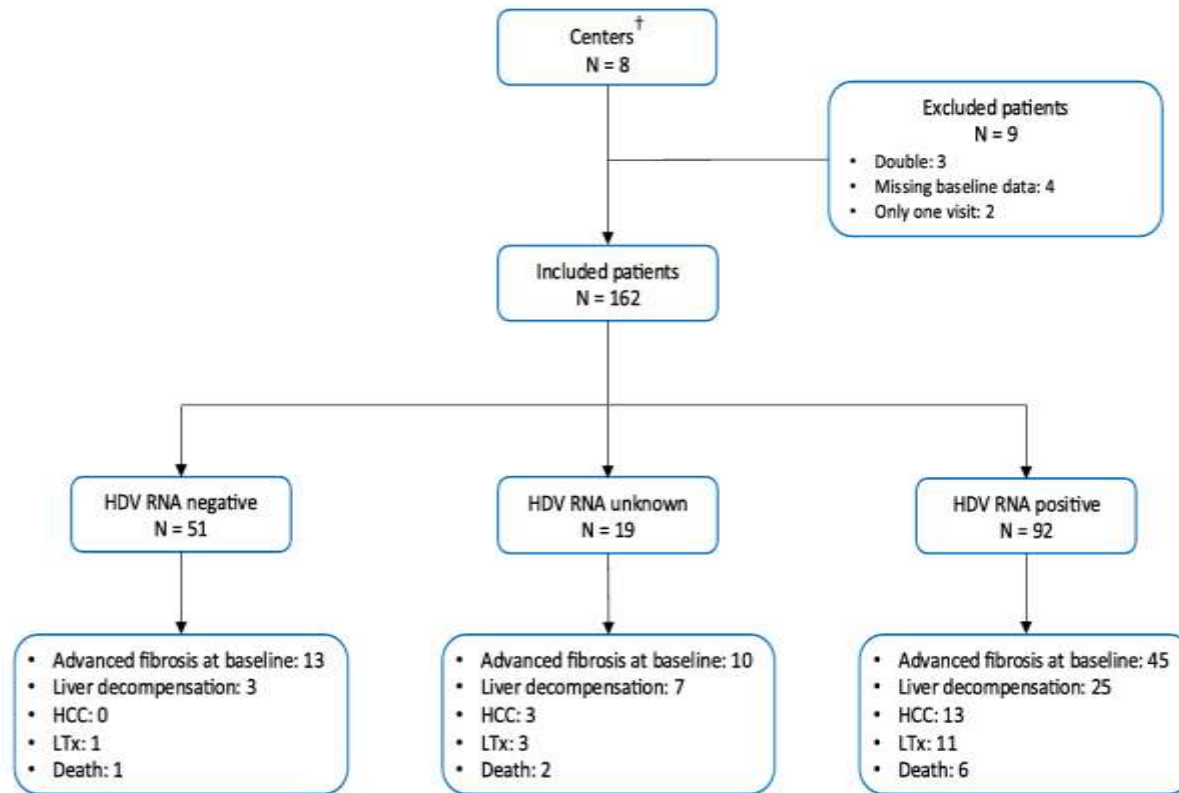 Centers†
N = 8
Excluded patients
N = 9
• Double: 3
• Missing baseline data: 4
• Only one visit: 2
Included patients
N = 162
HDV RNA negative
N = 51
HDV RNA unknown
N = 19
HDV RNA positive
N = 92
• Advanced fibrosis at baseline: 13
• Liver decompensation: 3
• HCC: 0
• LTx: 1
• Death: 1
• Advanced fibrosis at baseline: 10
• Liver decompensation: 7
• HCC: 3
• LTx: 3
• Death: 2
• Advanced fibrosis at baseline: 45
• Liver decompensation: 25
• HCC: 13
• LTx: 11
• Death: 6